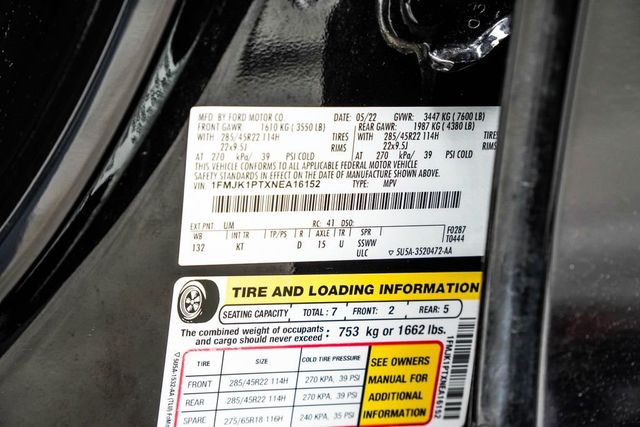 MFD. BY FORD MOTOR CO. DATE: 05/22 GVWR: 3447 KG (7600 LB)
FRONT GAWR: 1610 KG (3550 LB) REAR GAWR: 1987 KG (4380 LB)
WITH 285/45R22 114H TIRES WITH 285/45R22 114H TIRES
22x9.5J RIMS 22x9.5J RIMS
AT 270 kPa/ 39 PSI COLD AT 270 kPa/ 39 PSI COLD
THIS VEHICLE CONFORMS TO ALL APPLICABLE FEDERAL MOTOR VEHICLE
SAFETY STANDARDS IN EFFECT ON THE DATE OF MANUFACTURE SHOWN ABOVE.
VIN: 1FMJK1PTXNEA16152 TYPE: MPV
EXT PNT: UM RC: 41 DSO: F0287
WB INT TR TP/PS R AXLE TR SPR T0444
132 KT D 15 U SSWW
ULC ▽ 5U5A-3520472-AA
TIRE AND LOADING INFORMATION
SEATING CAPACITY TOTAL: 7 FRONT: 2 REAR: 5
The combined weight of occupants
and cargo should never exceed : 753 kg or 1662 lbs.
TIRE SIZE COLD TIRE PRESSURE
FRONT 285/45R22 114H 270 KPA, 39 PSI
REAR 285/45R22 114H 270 KPA, 39 PSI
SPARE 275/65R18 116H 240 KPA, 35 PSI
SEE OWNERS
MANUAL FOR
ADDITIONAL
INFORMATION
1FMJK1PTXNEA16152
▽ 5U5A-1532-AA
03